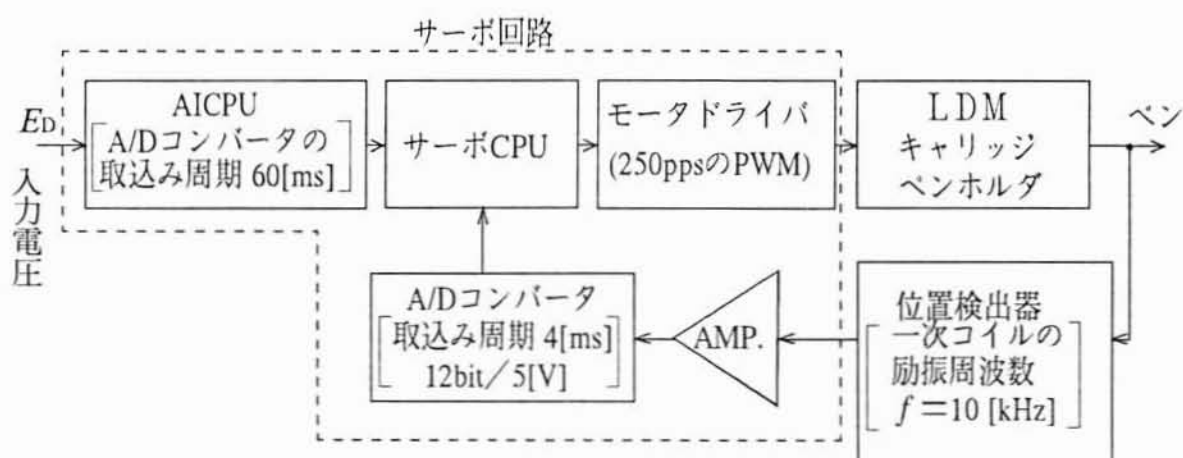 サーボ回路
ED
入力電圧
AICPU
A/Dコンバータの
取込み周期 60[ms]
サーボCPU
モータドライバ
(250ppsのPWM)
LDM
キャリッジ
ペンホルダ
ペン
A/Dコンバータ
取込み周期 4[ms]
12bit/5[V]
AMP.
位置検出器
一次コイルの
励振周波数
f=10 [kHz]